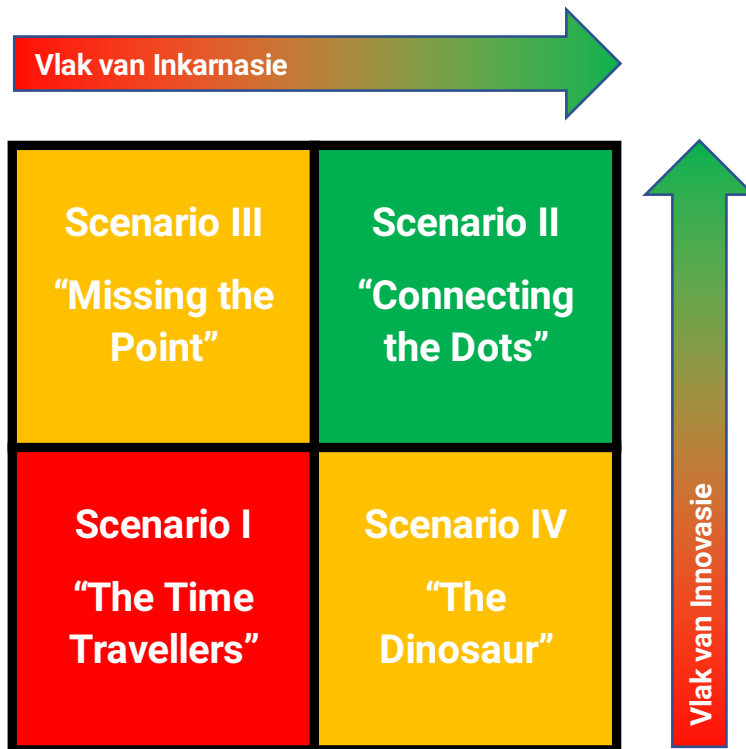 Vlak van Inkarnasie
Scenario III
“Missing the
Point”
Scenario II
“Connecting
the Dots”
Scenario I
“The Time
Travellers”
Scenario IV
“The
Dinosaur”
Vlak van Innovasie